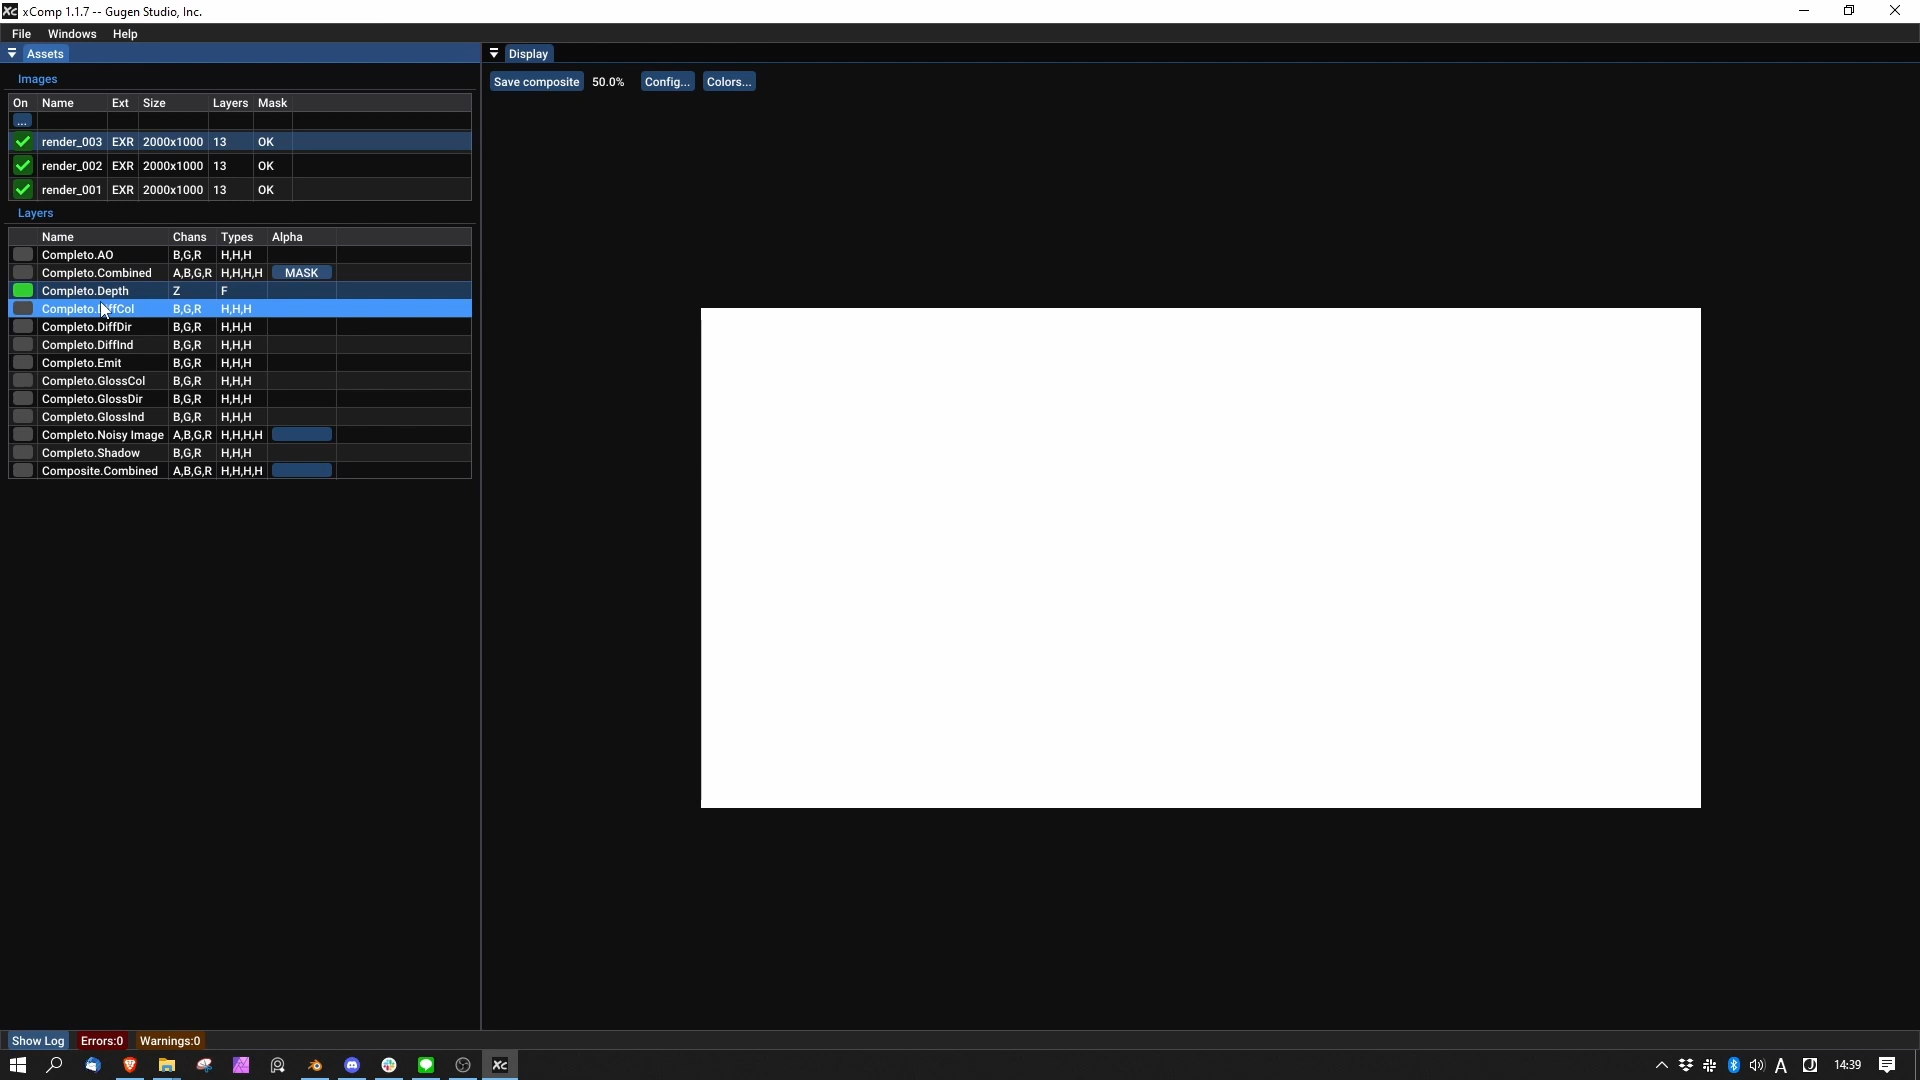 Xc xComp 1.1.7 -- Gugen Studio, Inc.
File Windows Help
Assets
Display
Images
Save composite 50.0% Config... Colors...
On Name Ext Size Layers Mask
...
render_003 EXR 2000x1000 13 OK
render_002 EXR 2000x1000 13 OK
render_001 EXR 2000x1000 13 OK
Layers
Name Chans Types Alpha
Completo.AO B,G,R H,H,H
Completo.Combined A,B,G,R H,H,H,H MASK
Completo.Depth Z F
Completo.DiffCol B,G,R H,H,H
Completo.DiffDir B,G,R H,H,H
Completo.DiffInd B,G,R H,H,H
Completo.Emit B,G,R H,H,H
Completo.GlossCol B,G,R H,H,H
Completo.GlossDir B,G,R H,H,H
Completo.GlossInd B,G,R H,H,H
Completo.Noisy Image A,B,G,R H,H,H,H
Completo.Shadow B,G,R H,H,H
Composite.Combined A,B,G,R H,H,H,H
Show Log Errors:0 Warnings:0
Xc A J 14:39